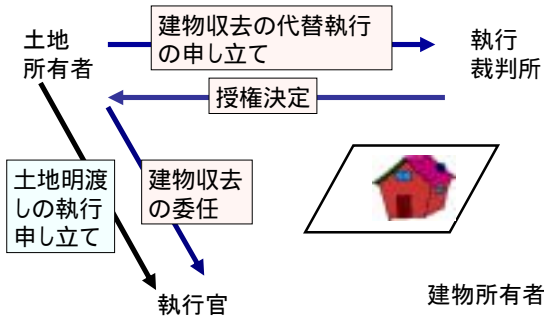 土地
所有者
建物収去の代替執行
の申し立て
執行
裁判所
授権決定
土地明渡
しの執行
申し立て
建物収去
の委任
執行官
建物所有者